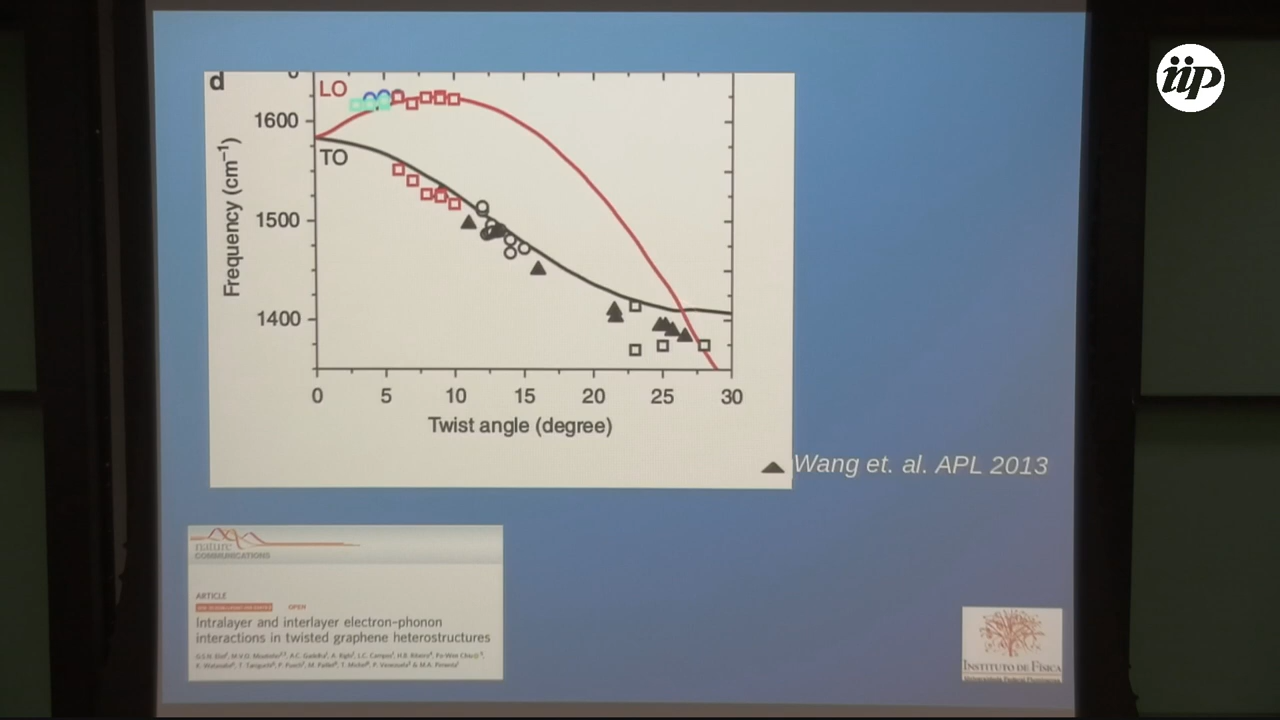 iip
d
LO
TO
1600
1500
1400
Frequency (cm⁻¹)
0 5 10 15 20 25 30
Twist angle (degree)
Wang et. al. APL 2013
nature
COMMUNICATIONS
ARTICLE
OPEN
Intralayer and interlayer electron–phonon
interactions in twisted graphene heterostructures
INSTITUTO DE FÍSICA